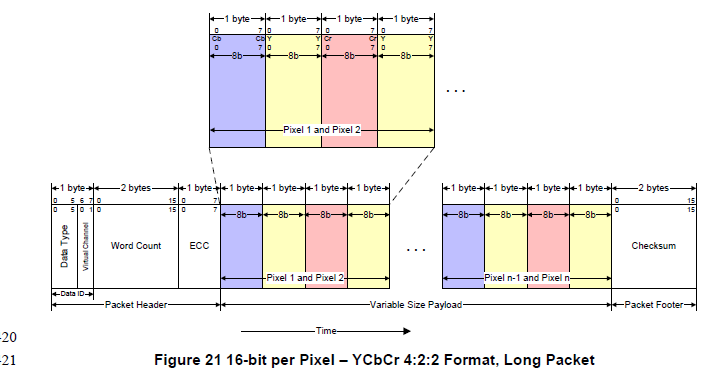 1 byte 1 byte 1 byte 1 byte
0 7 0 7 0 7 0 7
Cb Cb Y Y Cr Cr Y Y
0 7 0 7 0 7 0 7
8b 8b 8b 8b
. . .
Pixel 1 and Pixel 2
1 byte 2 bytes 1 byte 1 byte 1 byte 1 byte 1 byte 1 byte 1 byte 1 byte 1 byte 2 bytes
0 5 6 7 0 15 0 7 0 15
0 5 0 1 0 15 0 7 8b 8b 8b 8b 8b 8b 8b 8b 0 15
Data Type
Virtual Channel
Word Count ECC . . . Checksum
Pixel 1 and Pixel 2 Pixel n-1 and Pixel n
Data ID
Packet Header Variable Size Payload Packet Footer
Time
-20
-21 Figure 21 16-bit per Pixel – YCbCr 4:2:2 Format, Long Packet